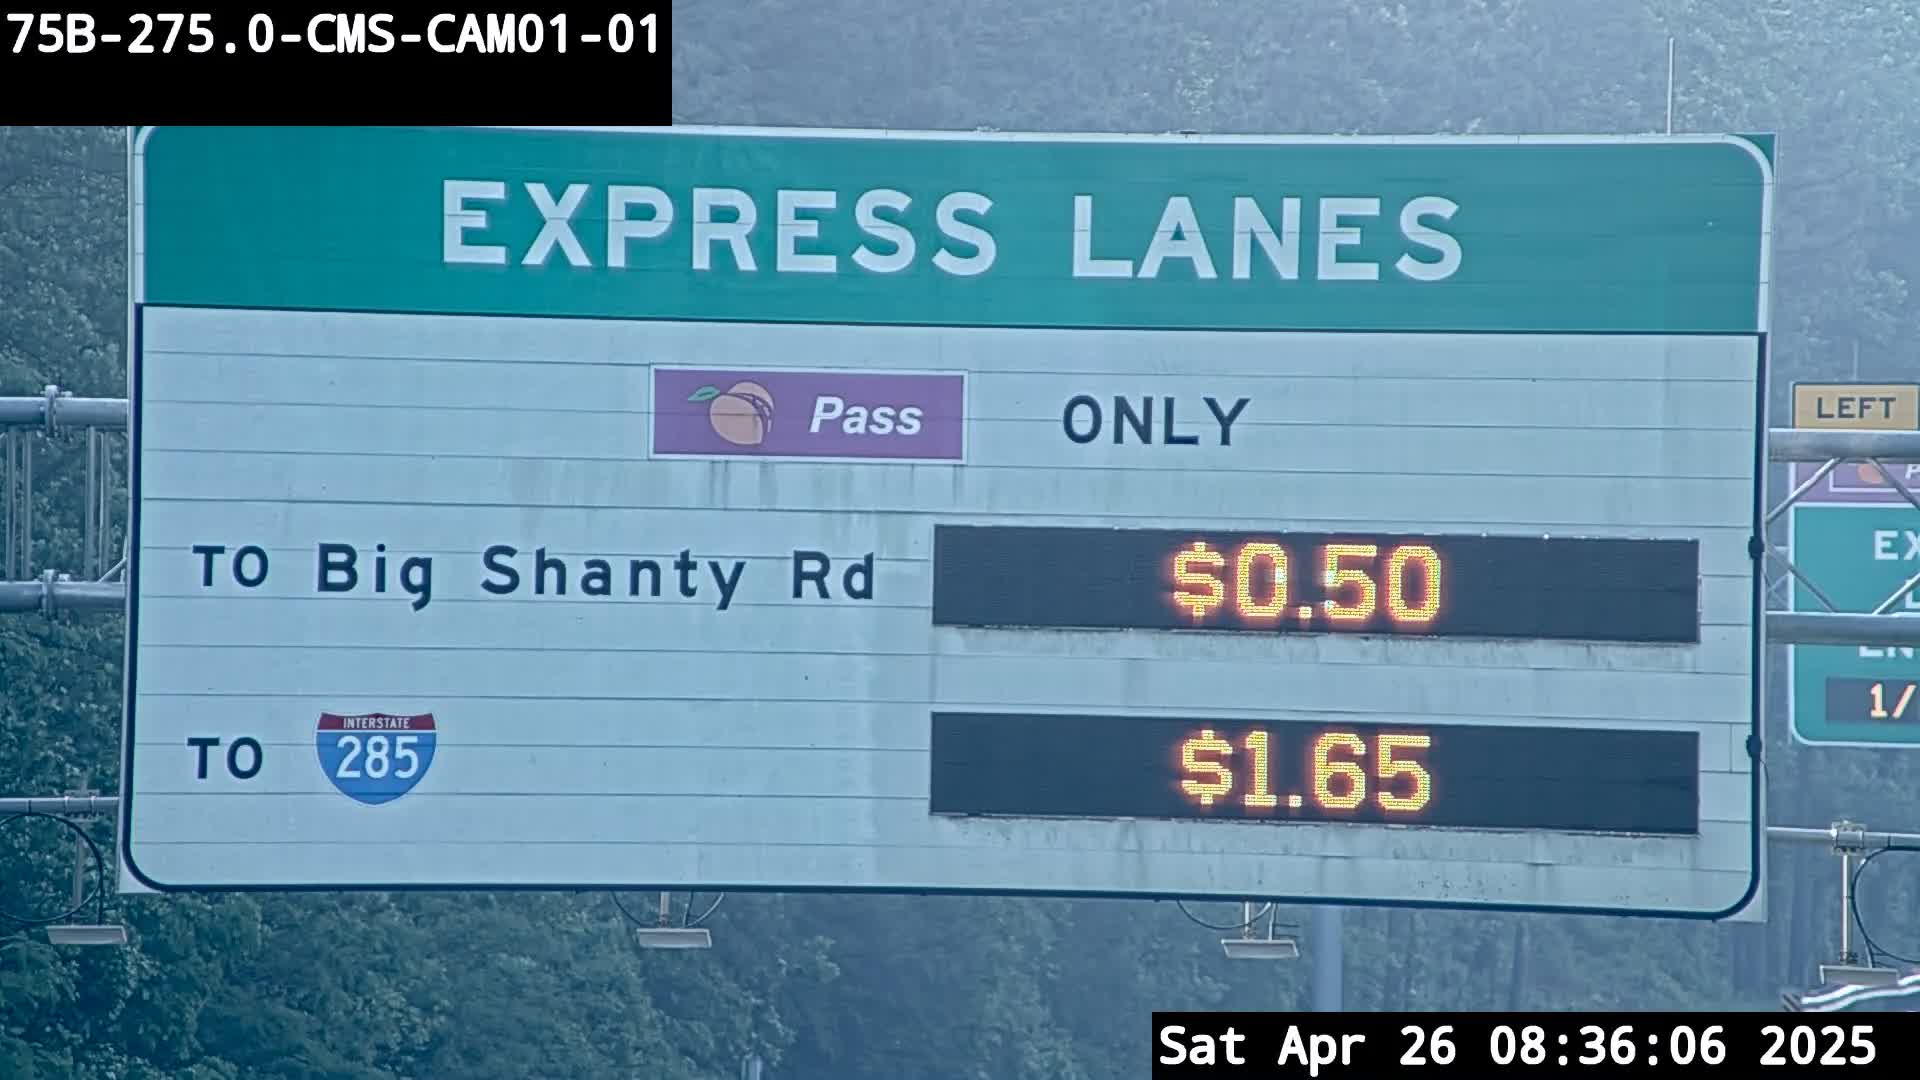 75B-275.0-CMS-CAM01-01
EXPRESS LANES
Pass ONLY
TO Big Shanty Rd $0.50
TO INTERSTATE 285 $1.65
LEFT
1/
Sat Apr 26 08:36:06 2025